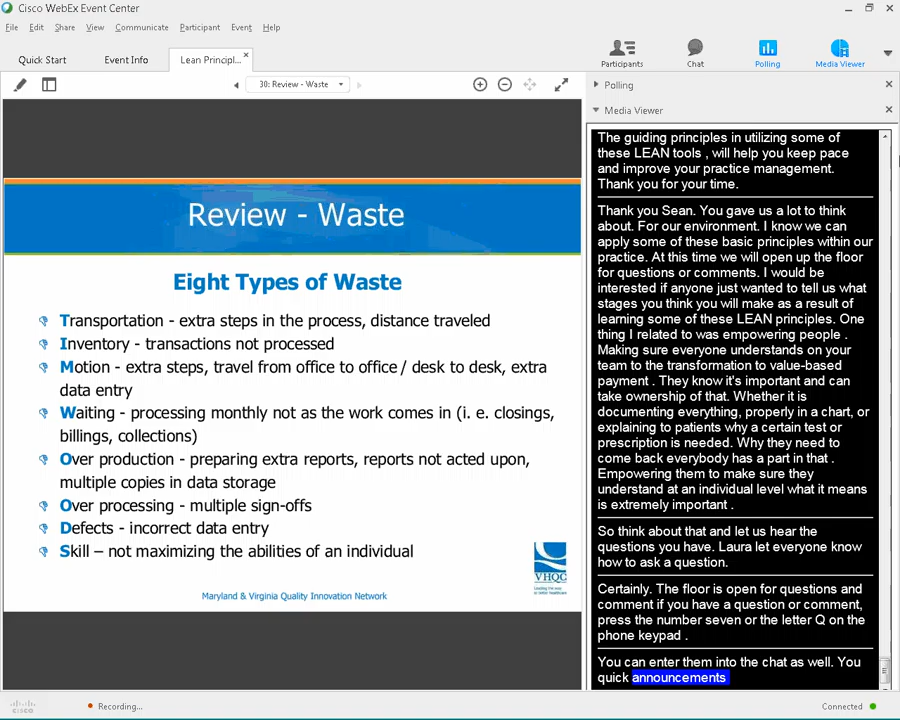 Cisco WebEx Event Center
File Edit Share View Communicate Participant Event Help
Quick Start Event Info Lean Principl...
Participants Chat Polling Media Viewer
30: Review - Waste
Review - Waste
Eight Types of Waste
Transportation - extra steps in the process, distance traveled
Inventory - transactions not processed
Motion - extra steps, travel from office to office / desk to desk, extra
data entry
Waiting - processing monthly not as the work comes in (i. e. closings,
billings, collections)
Over production - preparing extra reports, reports not acted upon,
multiple copies in data storage
Over processing - multiple sign-offs
Defects - incorrect data entry
Skill – not maximizing the abilities of an individual
VHQC
Maryland & Virginia Quality Innovation Network
Polling
Media Viewer
The guiding principles in utilizing some of
these LEAN tools , will help you keep pace
and improve your practice management.
Thank you for your time.
Thank you Sean. You gave us a lot to think
about. For our environment. I know we can
apply some of these basic principles within our
practice. At this time we will open up the floor
for questions or comments. I would be
interested if anyone just wanted to tell us what
stages you think you will make as a result of
learning some of these LEAN principles. One
thing I related to was empowering people .
Making sure everyone understands on your
team to the transformation to value-based
payment . They know it's important and can
take ownership of that. Whether it is
documenting everything, properly in a chart, or
explaining to patients why a certain test or
prescription is needed. Why they need to
come back everybody has a part in that .
Empowering them to make sure they
understand at an individual level what it means
is extremely important .
So think about that and let us hear the
questions you have. Laura let everyone know
how to ask a question.
Certainly. The floor is open for questions and
comment if you have a question or comment,
press the number seven or the letter Q on the
phone keypad .
You can enter them into the chat as well. You
quick announcements
cisco
Recording...
Connected